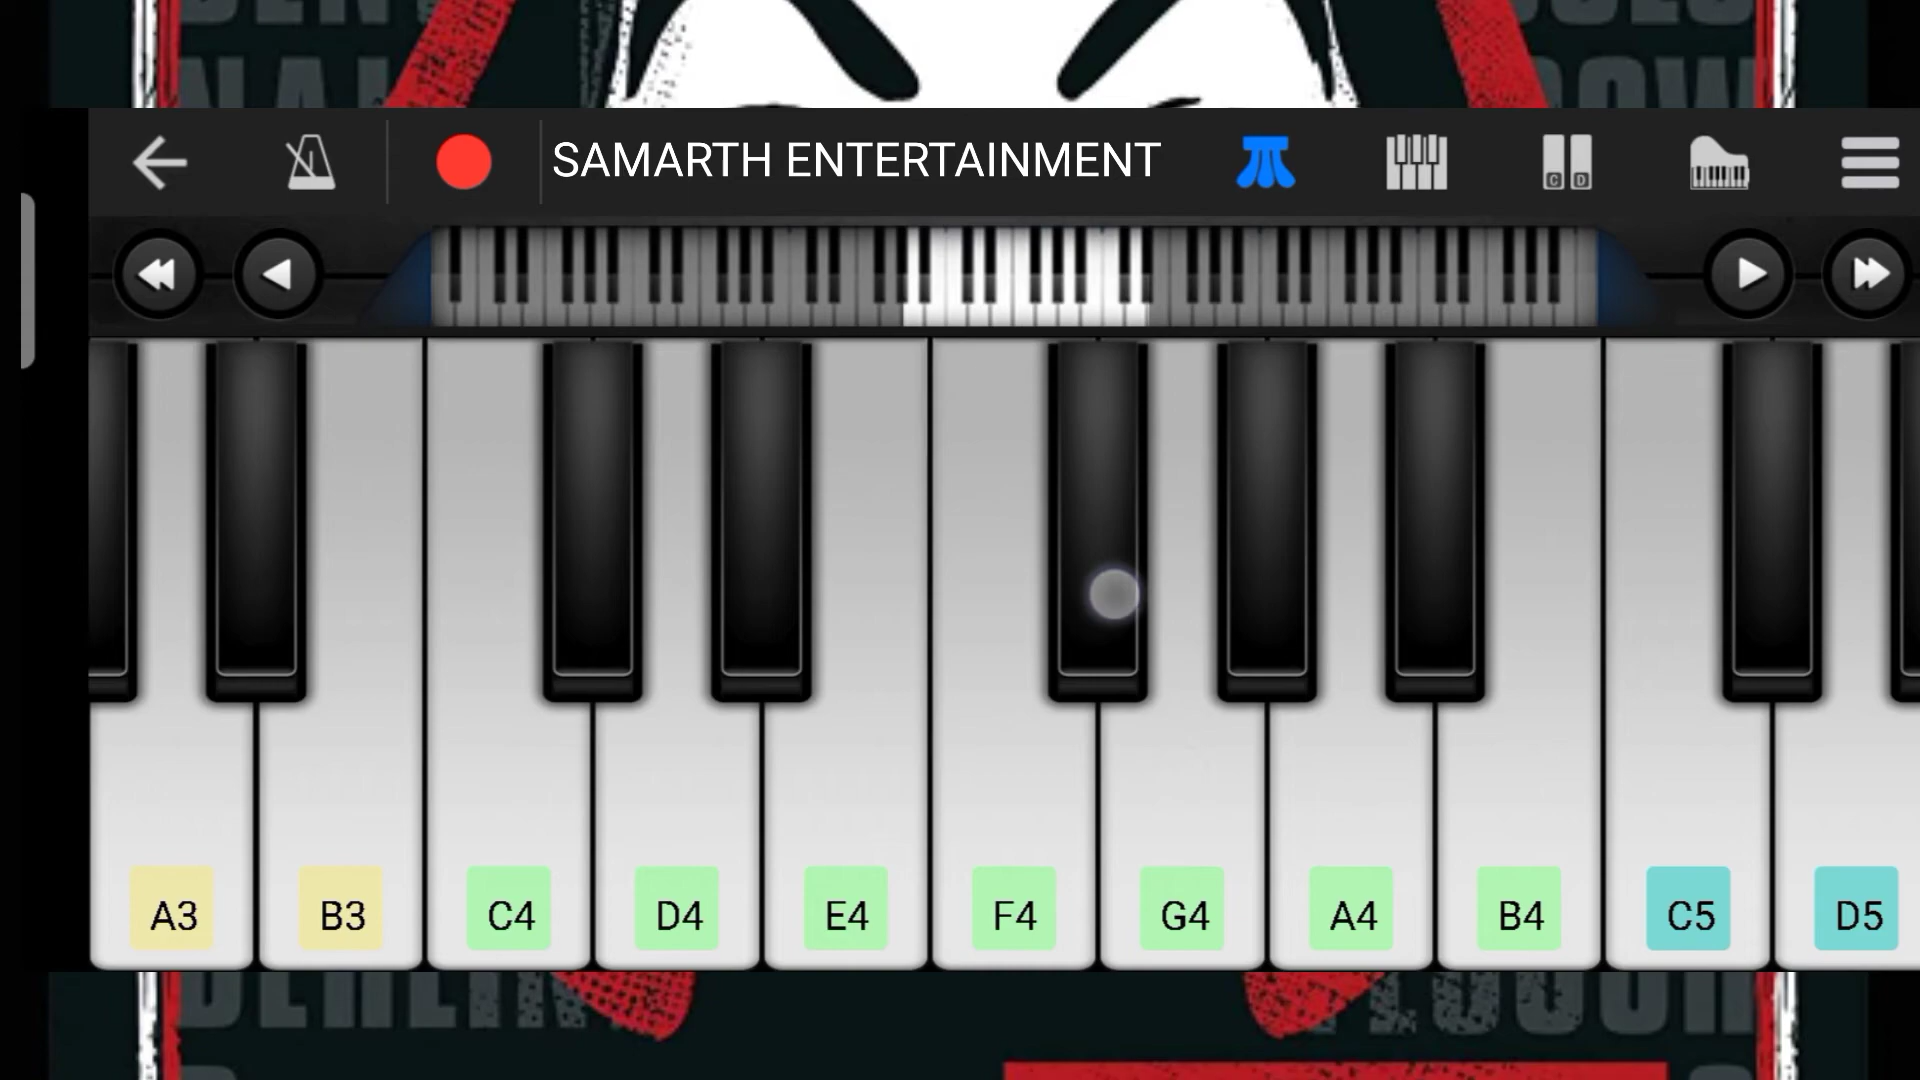 SAMARTH ENTERTAINMENT
C D
A3 B3 C4 D4 E4 F4 G4 A4 B4 C5 D5